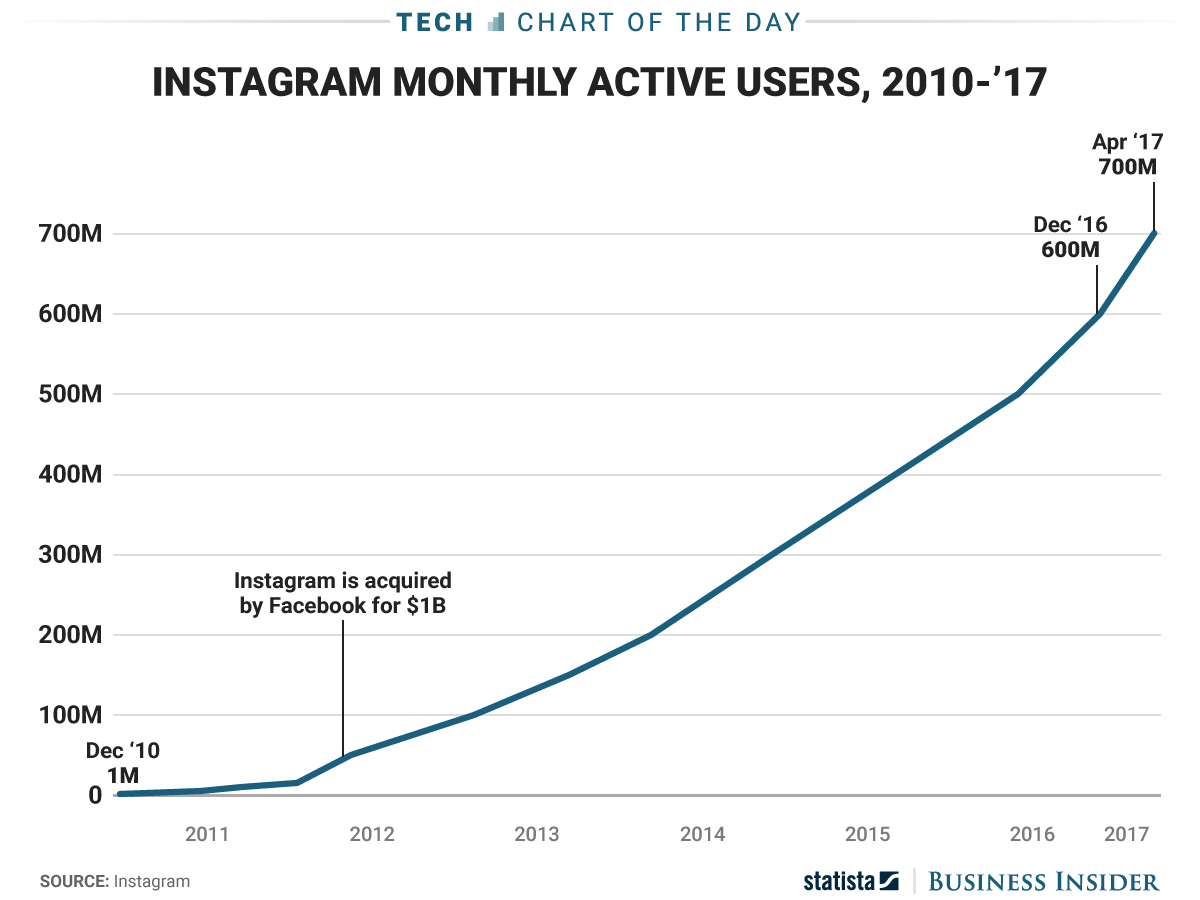 TECH CHART OF THE DAY
INSTAGRAM MONTHLY ACTIVE USERS, 2010-’17
Apr ‘17
700M
Dec ‘16
600M
700M
600M
500M
400M
300M
200M
100M
0
Instagram is acquired
by Facebook for $1B
Dec ‘10
1M
2011 2012 2013 2014 2015 2016 2017
SOURCE: Instagram
statista BUSINESS INSIDER